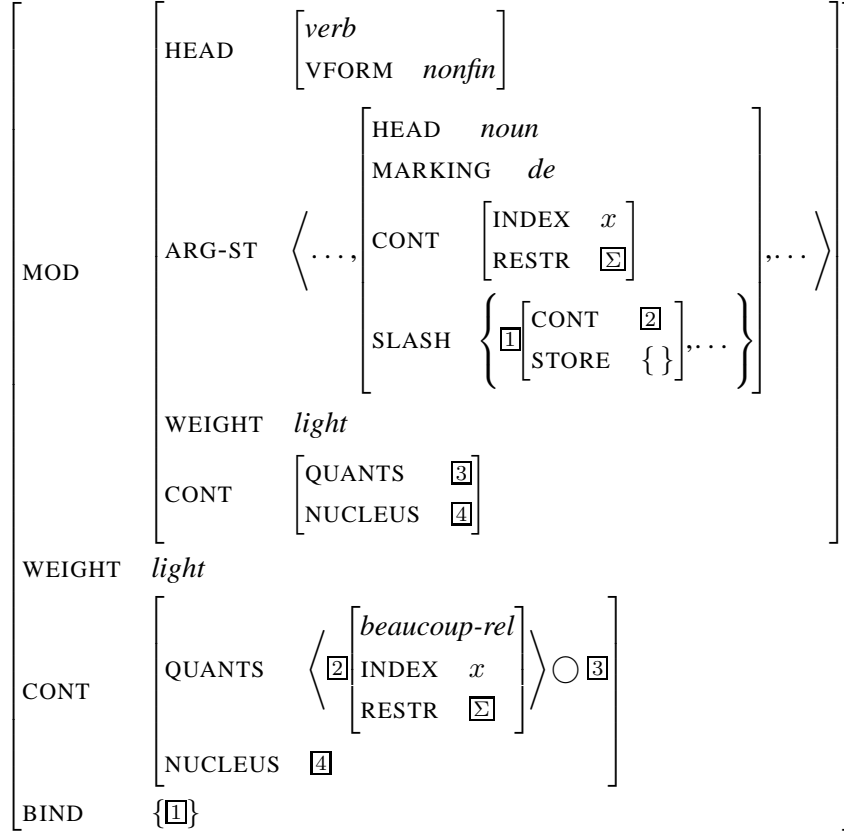 HEAD verb
VFORM nonfin
HEAD noun
MARKING de
CONT INDEX x
RESTR Σ
MOD ARG-ST ⟨ . . . , , . . . ⟩
SLASH { 1 CONT 2 , . . . }
STORE { }
WEIGHT light
CONT QUANTS 3
NUCLEUS 4
WEIGHT light
CONT QUANTS ⟨ 2 beaucoup-rel
INDEX x ⟩ ◯ 3
RESTR Σ
NUCLEUS 4
BIND {1}